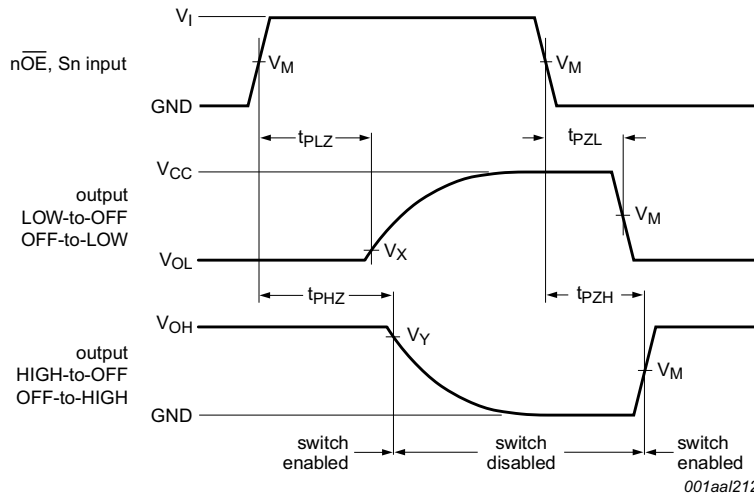 V_I
nOE, Sn input
V_M
V_M
GND
t_PLZ
t_PZL
V_CC
output
LOW-to-OFF
OFF-to-LOW
V_M
V_X
V_OL
t_PHZ
t_PZH
V_OH
V_Y
output
HIGH-to-OFF
OFF-to-HIGH
V_M
GND
switch
enabled
switch
disabled
switch
enabled
001aal212